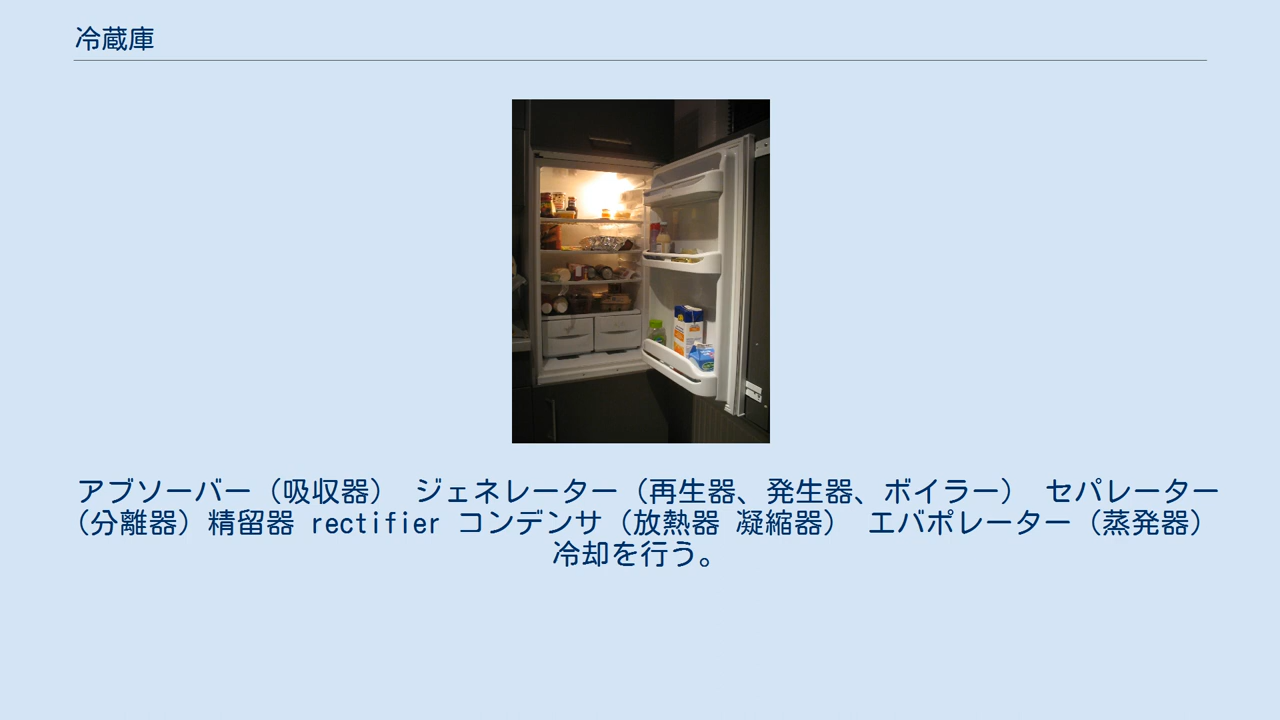 冷蔵庫
アブソーバー（吸収器）　ジェネレーター（再生器、発生器、ボイラー）　セパレーター
（分離器）精留器 rectifier コンデンサ（放熱器 凝縮器）　エバポレーター（蒸発器）
冷却を行う。